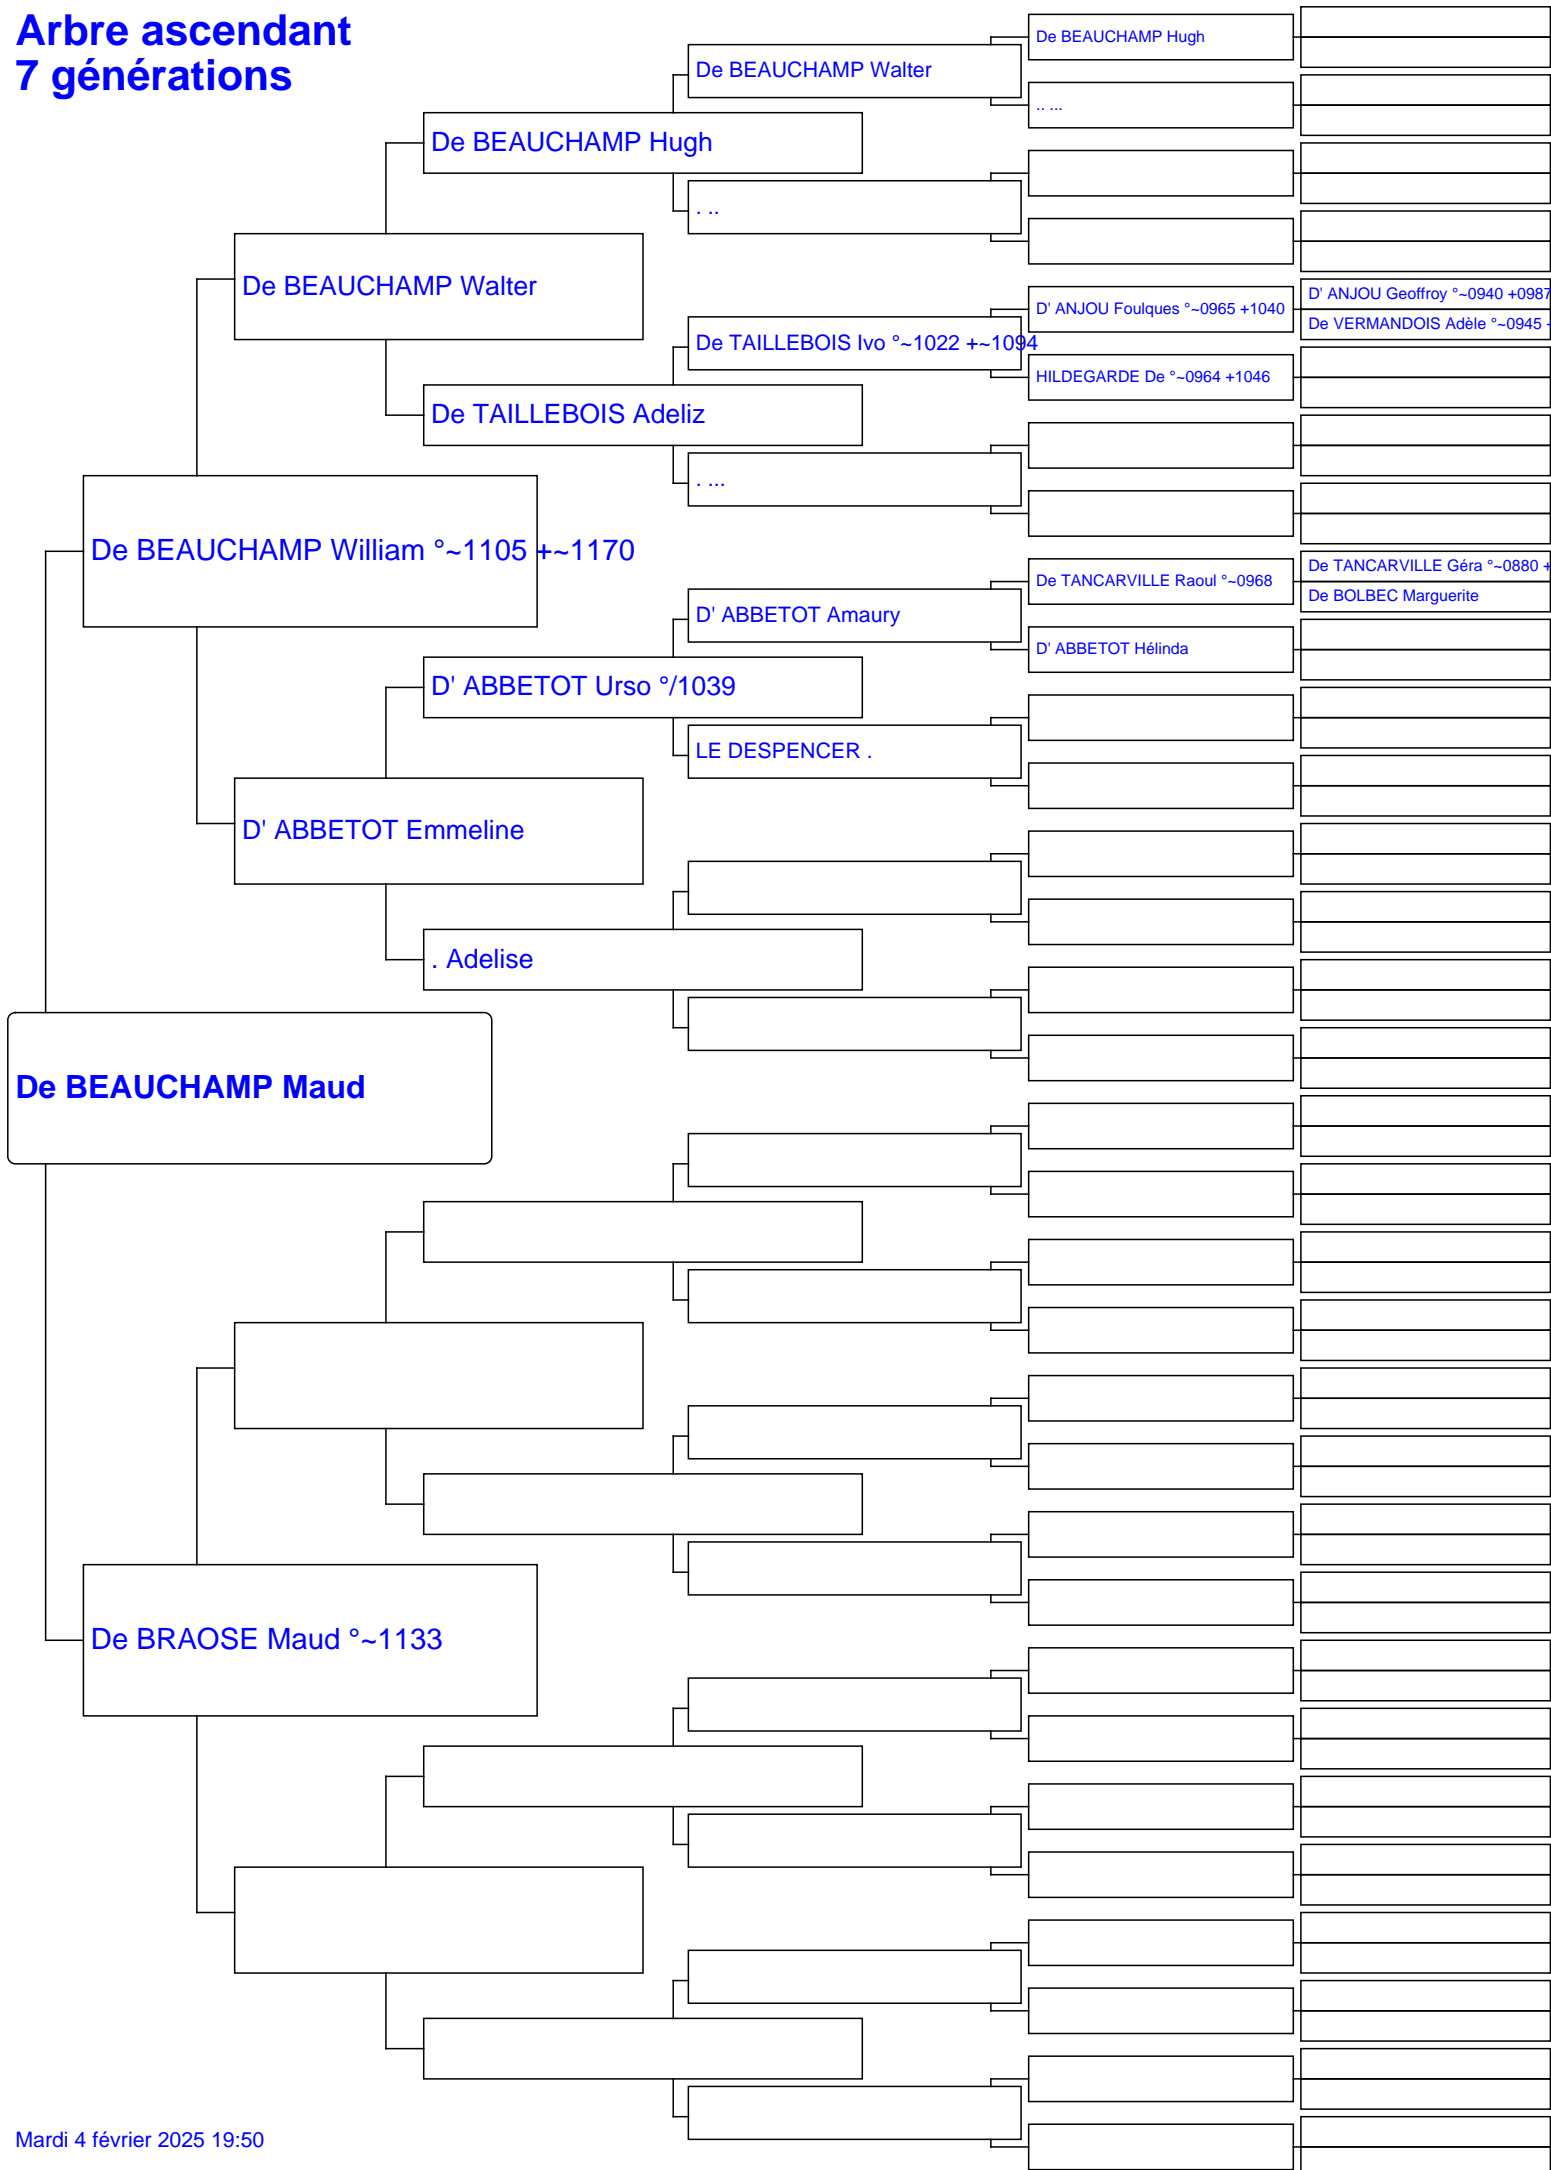 Arbre ascendant
7 générations
De BEAUCHAMP Hugh
De BEAUCHAMP Walter
.. ...
De BEAUCHAMP Hugh
. ..
De BEAUCHAMP Walter
D' ANJOU Geoffroy °~0940 +0987
D' ANJOU Foulques °~0965 +1040
De VERMANDOIS Adèle °~0945 +
De TAILLEBOIS Ivo °~1022 +~1094
HILDEGARDE De °~0964 +1046
De TAILLEBOIS Adeliz
. ...
De BEAUCHAMP William °~1105 +~1170
De TANCARVILLE Géra °~0880 +
De TANCARVILLE Raoul °~0968
De BOLBEC Marguerite
D' ABBETOT Amaury
D' ABBETOT Hélinda
D' ABBETOT Urso °/1039
LE DESPENCER .
D' ABBETOT Emmeline
. Adelise
De BEAUCHAMP Maud
De BRAOSE Maud °~1133
Mardi 4 février 2025 19:50